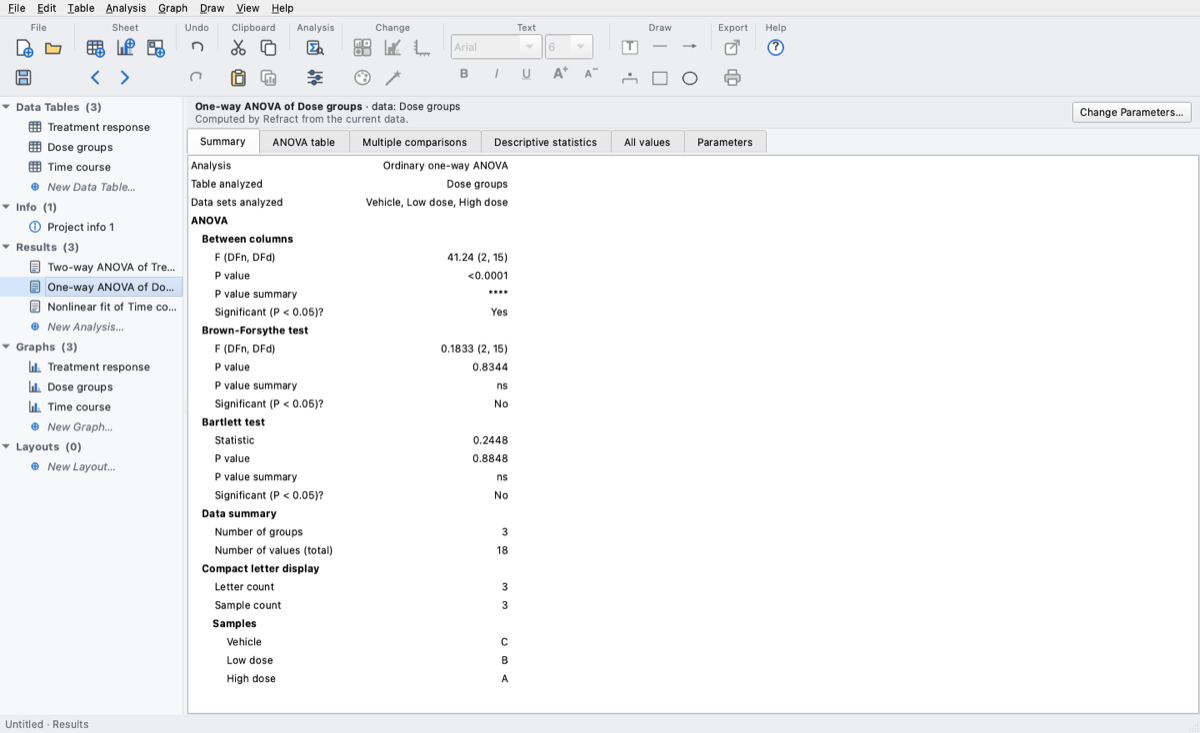 File Edit Table Analysis Graph Draw View Help
File Sheet Undo Clipboard Analysis Change Text Draw Export Help
Arial 6
T ?
B I U A+ A-
Data Tables (3)
Treatment response
Dose groups
Time course
New Data Table...
Info (1)
Project info 1
Results (3)
Two-way ANOVA of Tre...
One-way ANOVA of Do...
Nonlinear fit of Time co...
New Analysis...
Graphs (3)
Treatment response
Dose groups
Time course
New Graph...
Layouts (0)
New Layout...
One-way ANOVA of Dose groups · data: Dose groups
Computed by Refract from the current data.
Change Parameters...
Summary ANOVA table Multiple comparisons Descriptive statistics All values Parameters
Analysis Ordinary one-way ANOVA
Table analyzed Dose groups
Data sets analyzed Vehicle, Low dose, High dose
ANOVA
Between columns
F (DFn, DFd) 41.24 (2, 15)
P value <0.0001
P value summary ****
Significant (P < 0.05)? Yes
Brown-Forsythe test
F (DFn, DFd) 0.1833 (2, 15)
P value 0.8344
P value summary ns
Significant (P < 0.05)? No
Bartlett test
Statistic 0.2448
P value 0.8848
P value summary ns
Significant (P < 0.05)? No
Data summary
Number of groups 3
Number of values (total) 18
Compact letter display
Letter count 3
Sample count 3
Samples
Vehicle C
Low dose B
High dose A
Untitled · Results